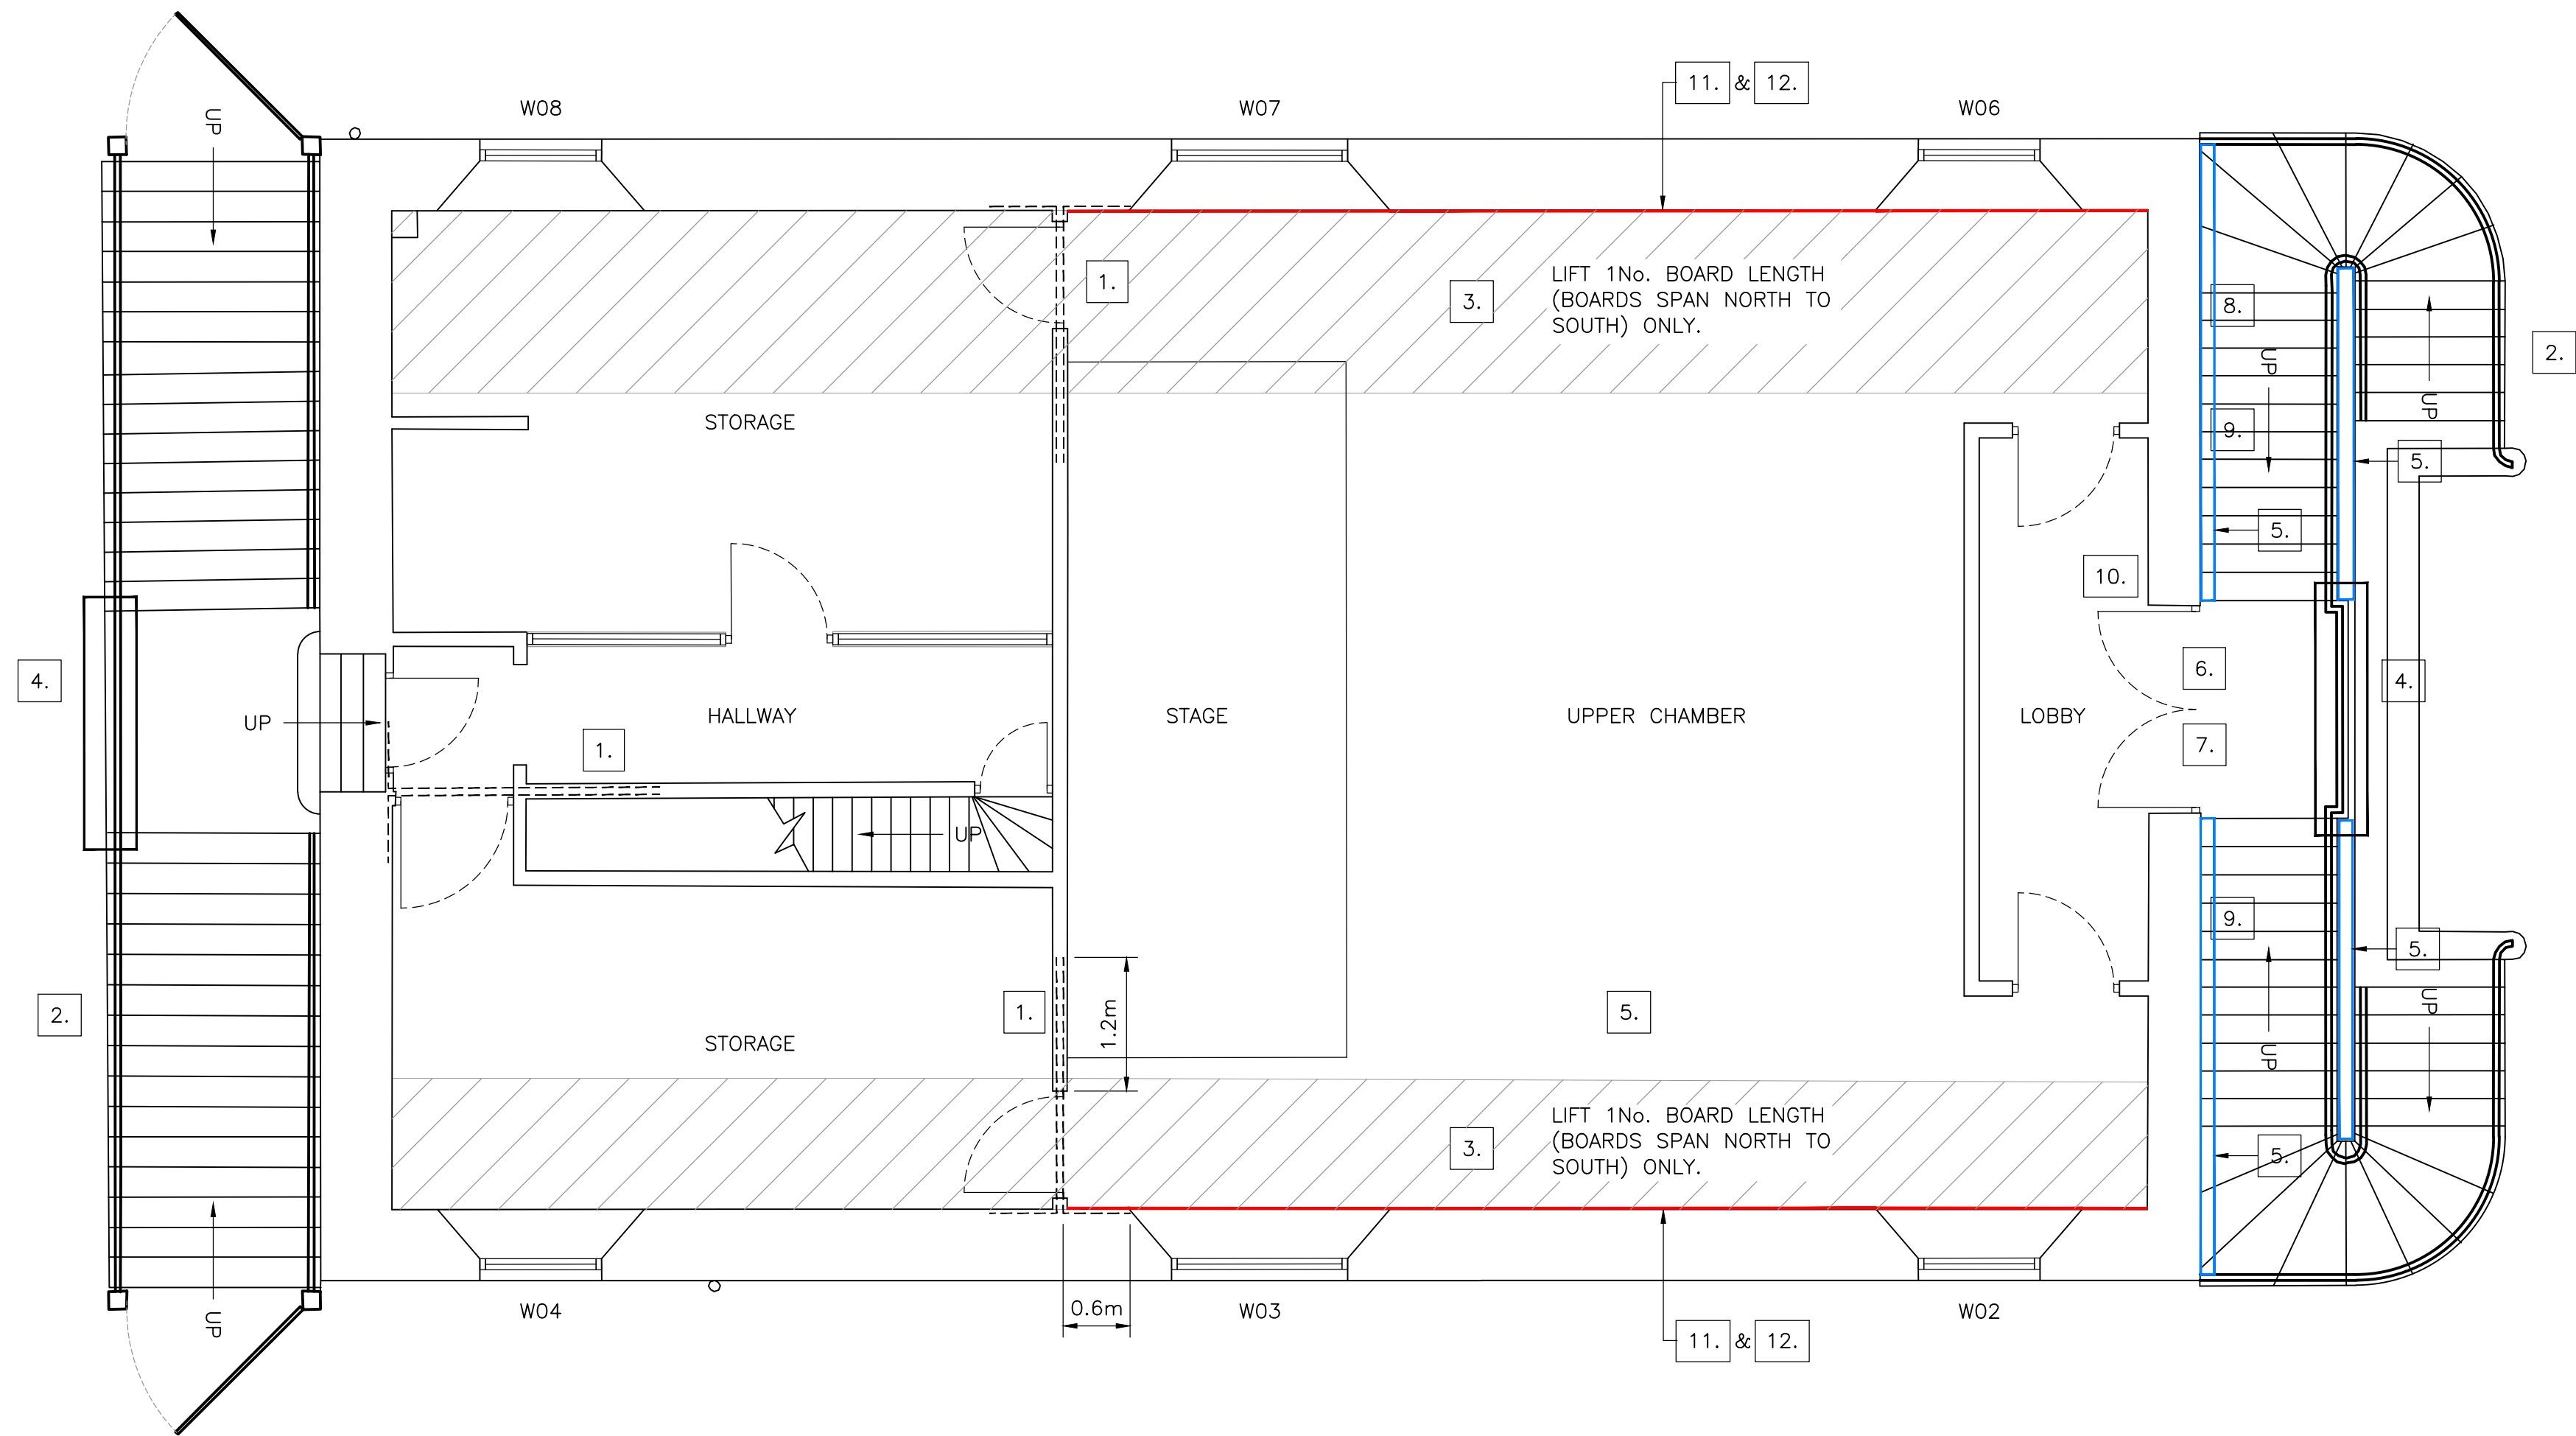 W08
W07
11. & 12.
W06
UP
1.
3.
LIFT 1No. BOARD LENGTH
(BOARDS SPAN NORTH TO
SOUTH) ONLY.
8.
2.
UP
UP
9.
STORAGE
5.
5.
10.
4.
6.
4.
UP
HALLWAY
STAGE
UPPER CHAMBER
LOBBY
1.
7.
UP
9.
5.
2.
1.
1.2m
5.
UP
STORAGE
UP
3.
LIFT 1No. BOARD LENGTH
(BOARDS SPAN NORTH TO
SOUTH) ONLY.
5.
UP
W04
0.6m
W03
11. & 12.
W02